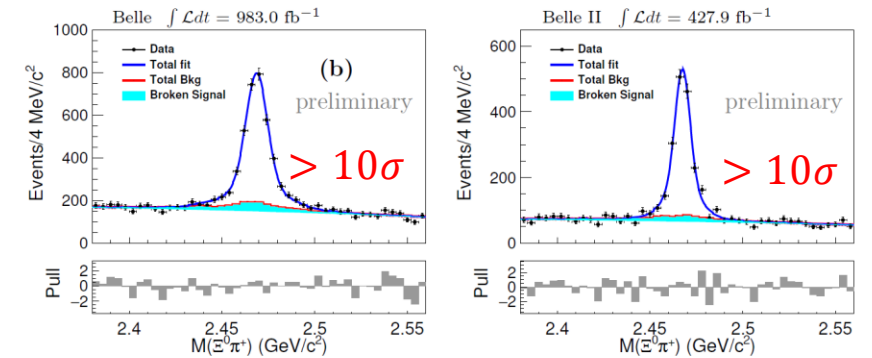 Belle ∫ ℒdt = 983.0 fb⁻¹
1000
800
600
400
200
0
Events/4 MeV/c²
Data
Total fit
Total Bkg
Broken Signal
(b)
preliminary
> 10σ
Pull
2
0
−2
2.4
2.45
2.5
2.55
M(Ξ⁰π⁺) (GeV/c²)
Belle II ∫ ℒdt = 427.9 fb⁻¹
600
400
200
0
Events/4 MeV/c²
Data
Total fit
Total Bkg
Broken Signal
preliminary
> 10σ
Pull
2
0
−2
2.4
2.45
2.5
2.55
M(Ξ⁰π⁺) (GeV/c²)